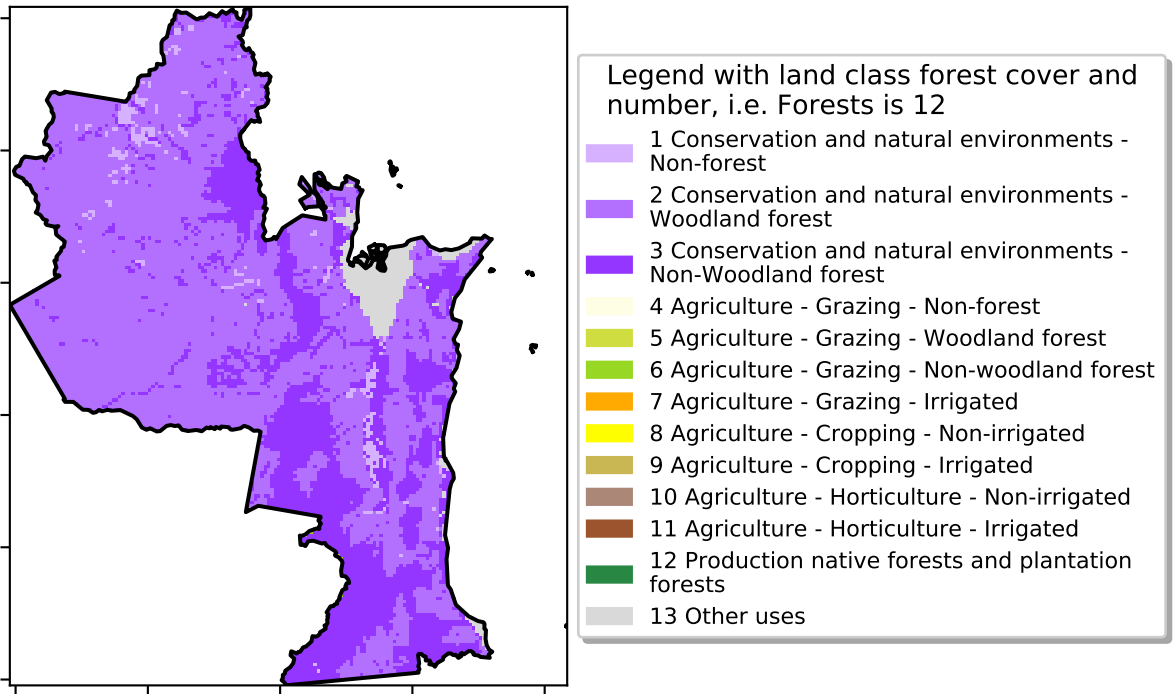 Legend with land class forest cover and
number, i.e. Forests is 12
1 Conservation and natural environments -
Non-forest
2 Conservation and natural environments -
Woodland forest
3 Conservation and natural environments -
Non-Woodland forest
4 Agriculture - Grazing - Non-forest
5 Agriculture - Grazing - Woodland forest
6 Agriculture - Grazing - Non-woodland forest
7 Agriculture - Grazing - Irrigated
8 Agriculture - Cropping - Non-irrigated
9 Agriculture - Cropping - Irrigated
10 Agriculture - Horticulture - Non-irrigated
11 Agriculture - Horticulture - Irrigated
12 Production native forests and plantation
forests
13 Other uses